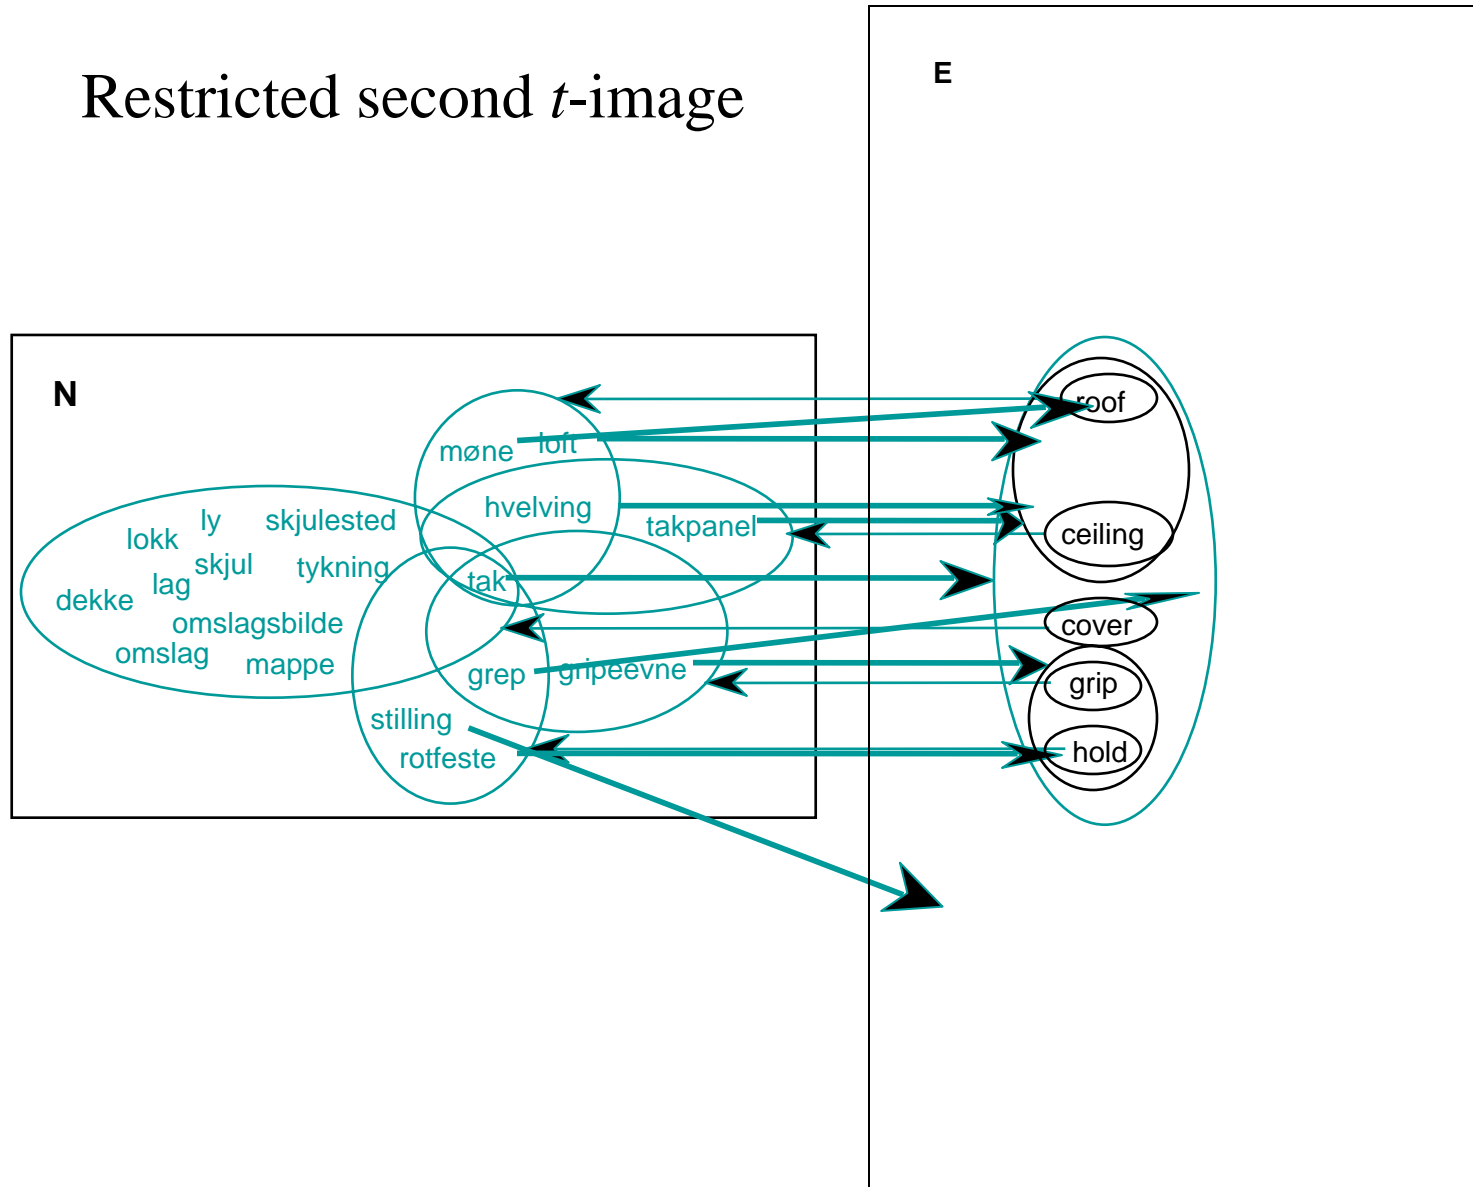 Restricted second t-image
E
N
roof
møne
loft
hvelving
takpanel
ceiling
ly
skjulested
lokk
skjul
tykning
tak
lag
dekke
omslagsbilde
cover
omslag
mappe
grep
gripeevne
grip
stilling
rotfeste
hold